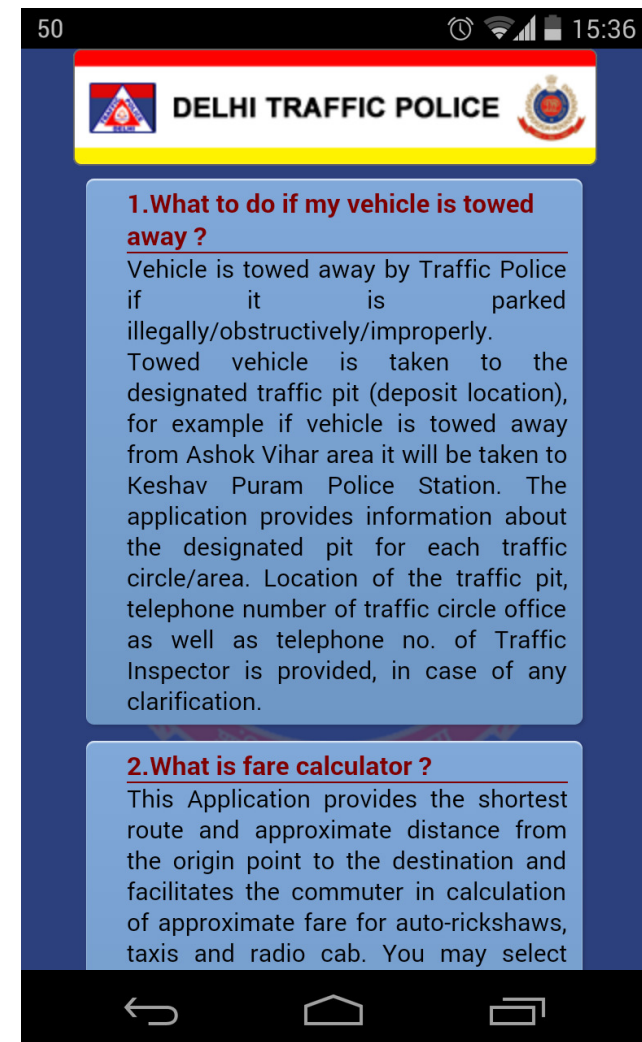 50
15:36
DELHI TRAFFIC POLICE
DELHI
1.What to do if my vehicle is towed
away ?
Vehicle is towed away by Traffic Police
if it is parked
illegally/obstructively/improperly.
Towed vehicle is taken to the
designated traffic pit (deposit location),
for example if vehicle is towed away
from Ashok Vihar area it will be taken to
Keshav Puram Police Station. The
application provides information about
the designated pit for each traffic
circle/area. Location of the traffic pit,
telephone number of traffic circle office
as well as telephone no. of Traffic
Inspector is provided, in case of any
clarification.
2.What is fare calculator ?
This Application provides the shortest
route and approximate distance from
the origin point to the destination and
facilitates the commuter in calculation
of approximate fare for auto-rickshaws,
taxis and radio cab. You may select